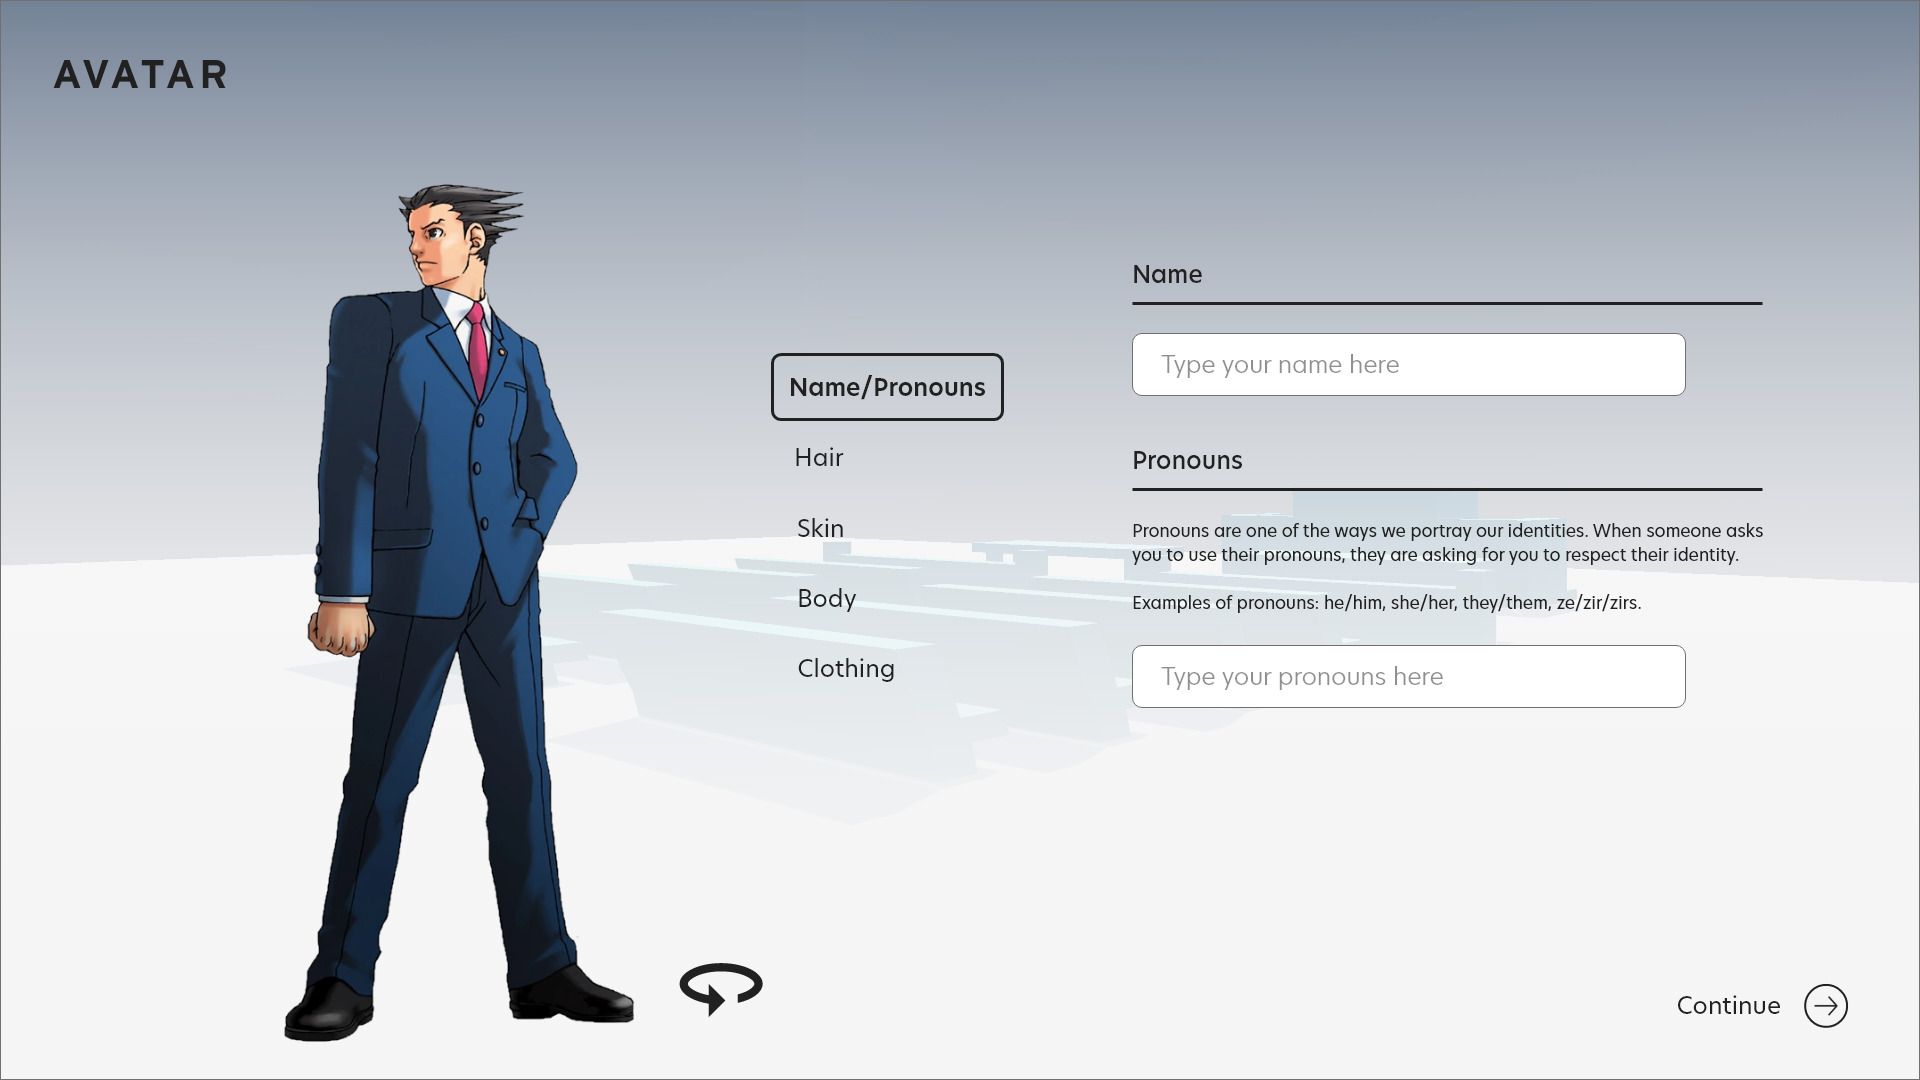 AVATAR
Name/Pronouns
Hair
Skin
Body
Clothing
Name
Type your name here
Pronouns
Pronouns are one of the ways we portray our identities. When someone asks
you to use their pronouns, they are asking for you to respect their identity.
Examples of pronouns: he/him, she/her, they/them, ze/zir/zirs.
Type your pronouns here
Continue